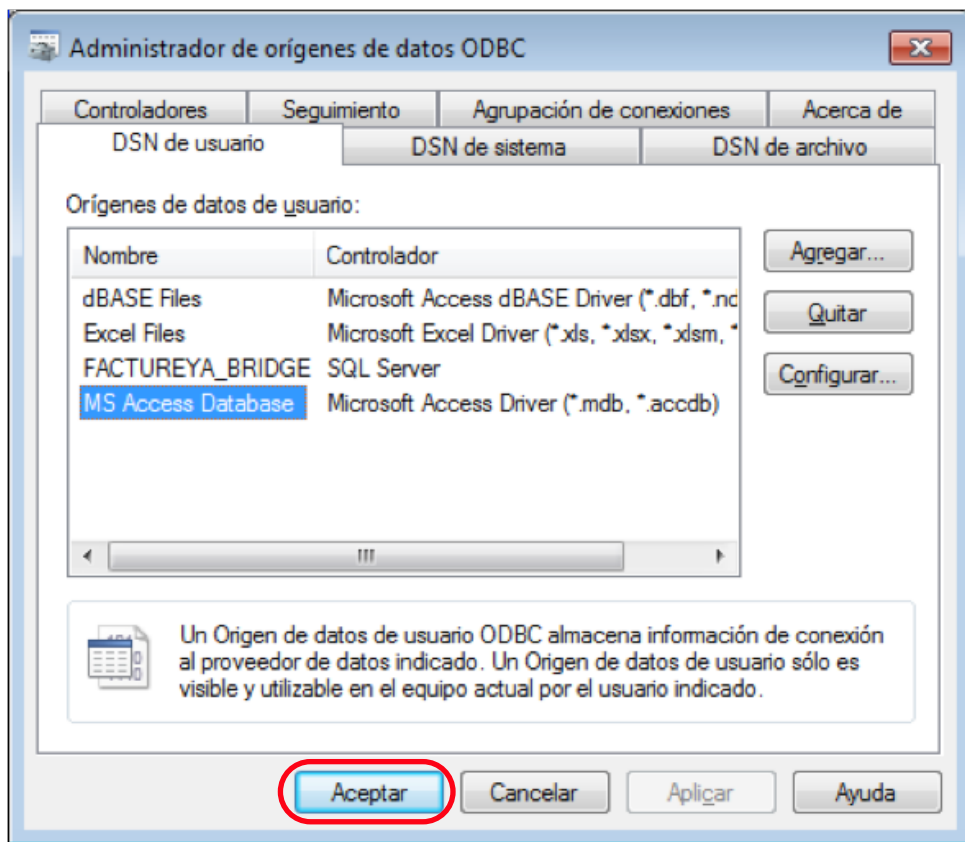 Administrador de orígenes de datos ODBC
Controladores Seguimiento Agrupación de conexiones Acerca de
DSN de usuario DSN de sistema DSN de archivo
Orígenes de datos de usuario:
Nombre Controlador
dBASE Files Microsoft Access dBASE Driver (*.dbf, *.nd
Excel Files Microsoft Excel Driver (*.xls, *.xlsx, *.xlsm, *
FACTUREYA_BRIDGE SQL Server
MS Access Database Microsoft Access Driver (*.mdb, *.accdb)
Agregar...
Quitar
Configurar...
Un Origen de datos de usuario ODBC almacena información de conexión
al proveedor de datos indicado. Un Origen de datos de usuario sólo es
visible y utilizable en el equipo actual por el usuario indicado.
Aceptar Cancelar Aplicar Ayuda